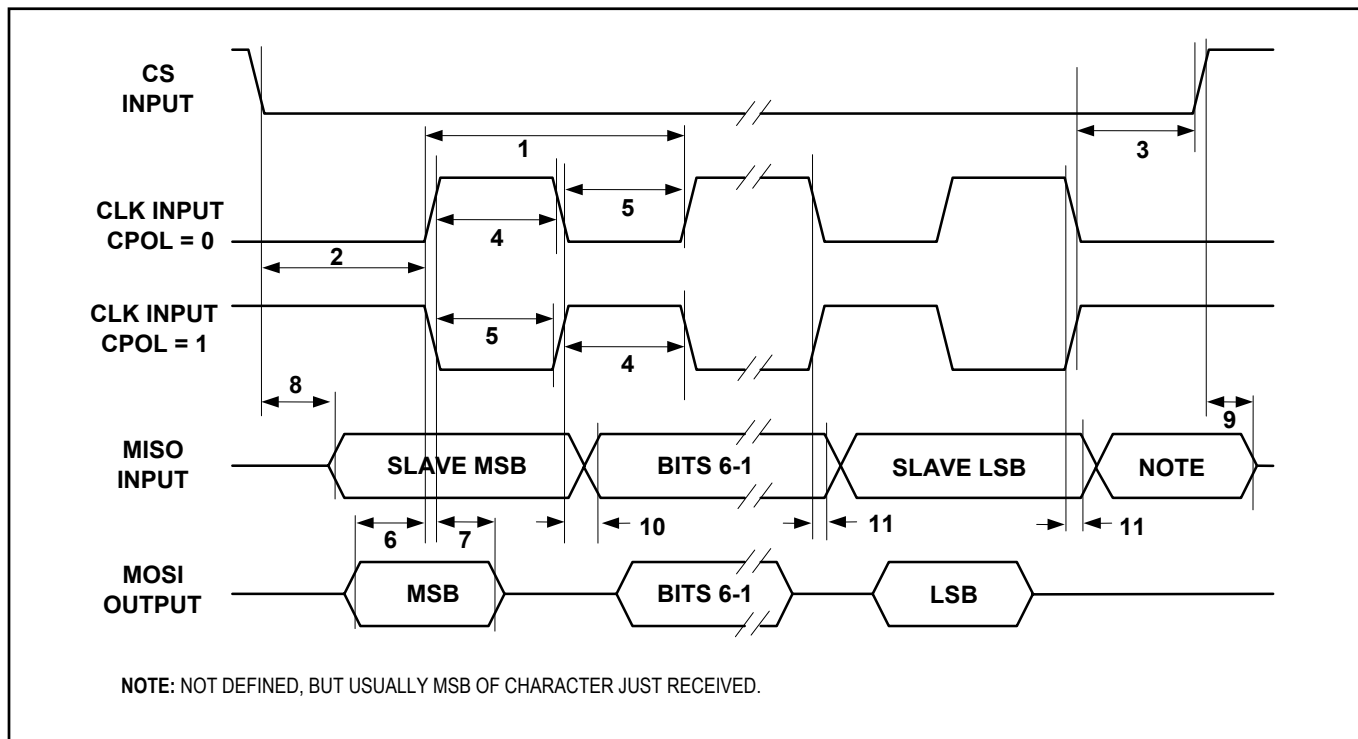 CS
INPUT
1
3
CLK INPUT
CPOL = 0
5
4
2
CLK INPUT
CPOL = 1
5
4
8
9
MISO
INPUT
SLAVE MSB
BITS 6-1
SLAVE LSB
NOTE
6
7
10
11
11
MOSI
OUTPUT
MSB
BITS 6-1
LSB
NOTE: NOT DEFINED, BUT USUALLY MSB OF CHARACTER JUST RECEIVED.